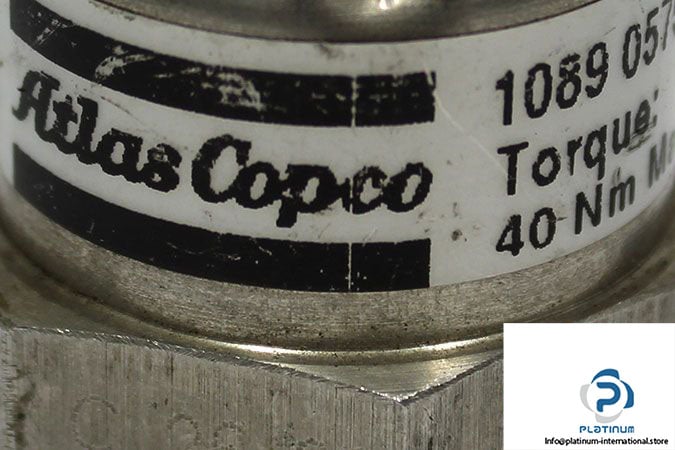 Atlas Copco
1089 057
Torque:
40 Nm M
PLATINUM
Info@platinum-international.store